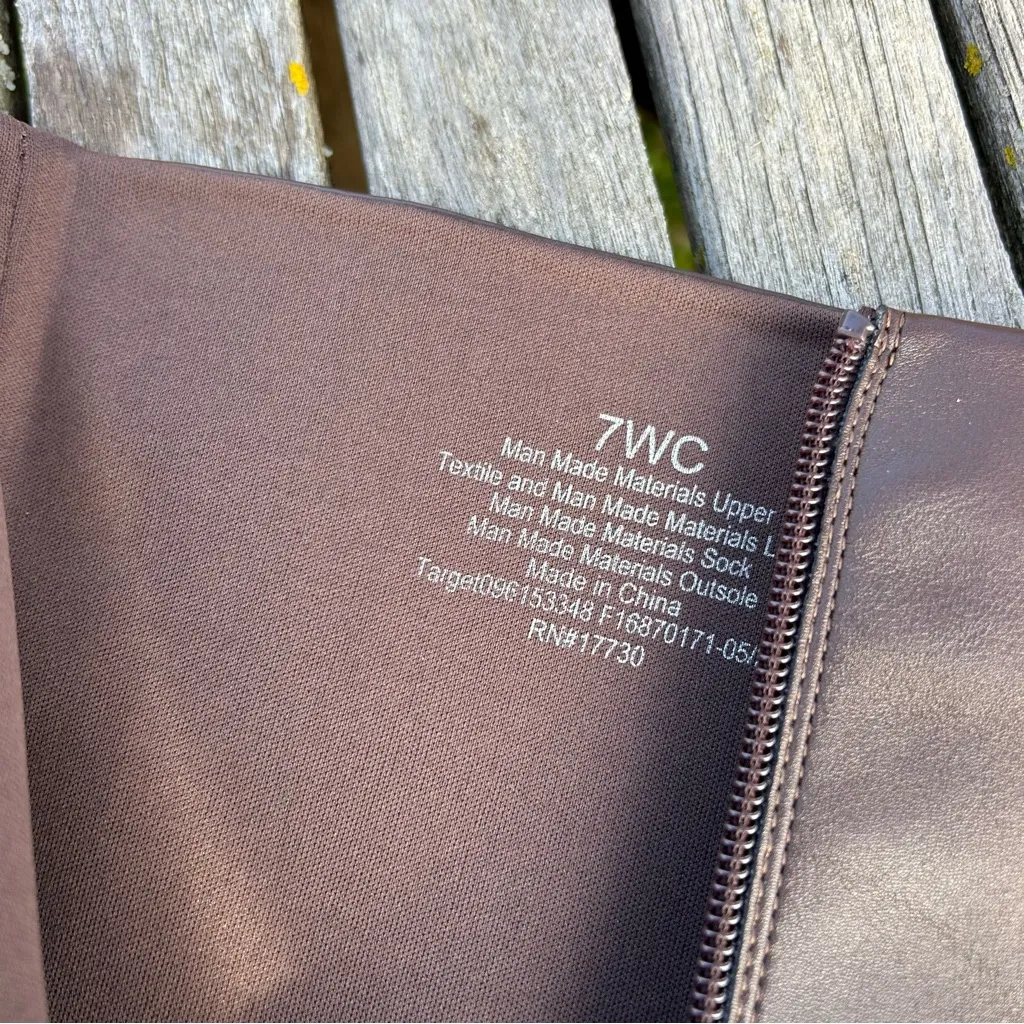 7WC
Man Made Materials Upper
Textile and Man Made Materials L
Man Made Materials Sock
Man Made Materials Outsole
Made in China
Target096153348 F16870171-05/
RN#17730